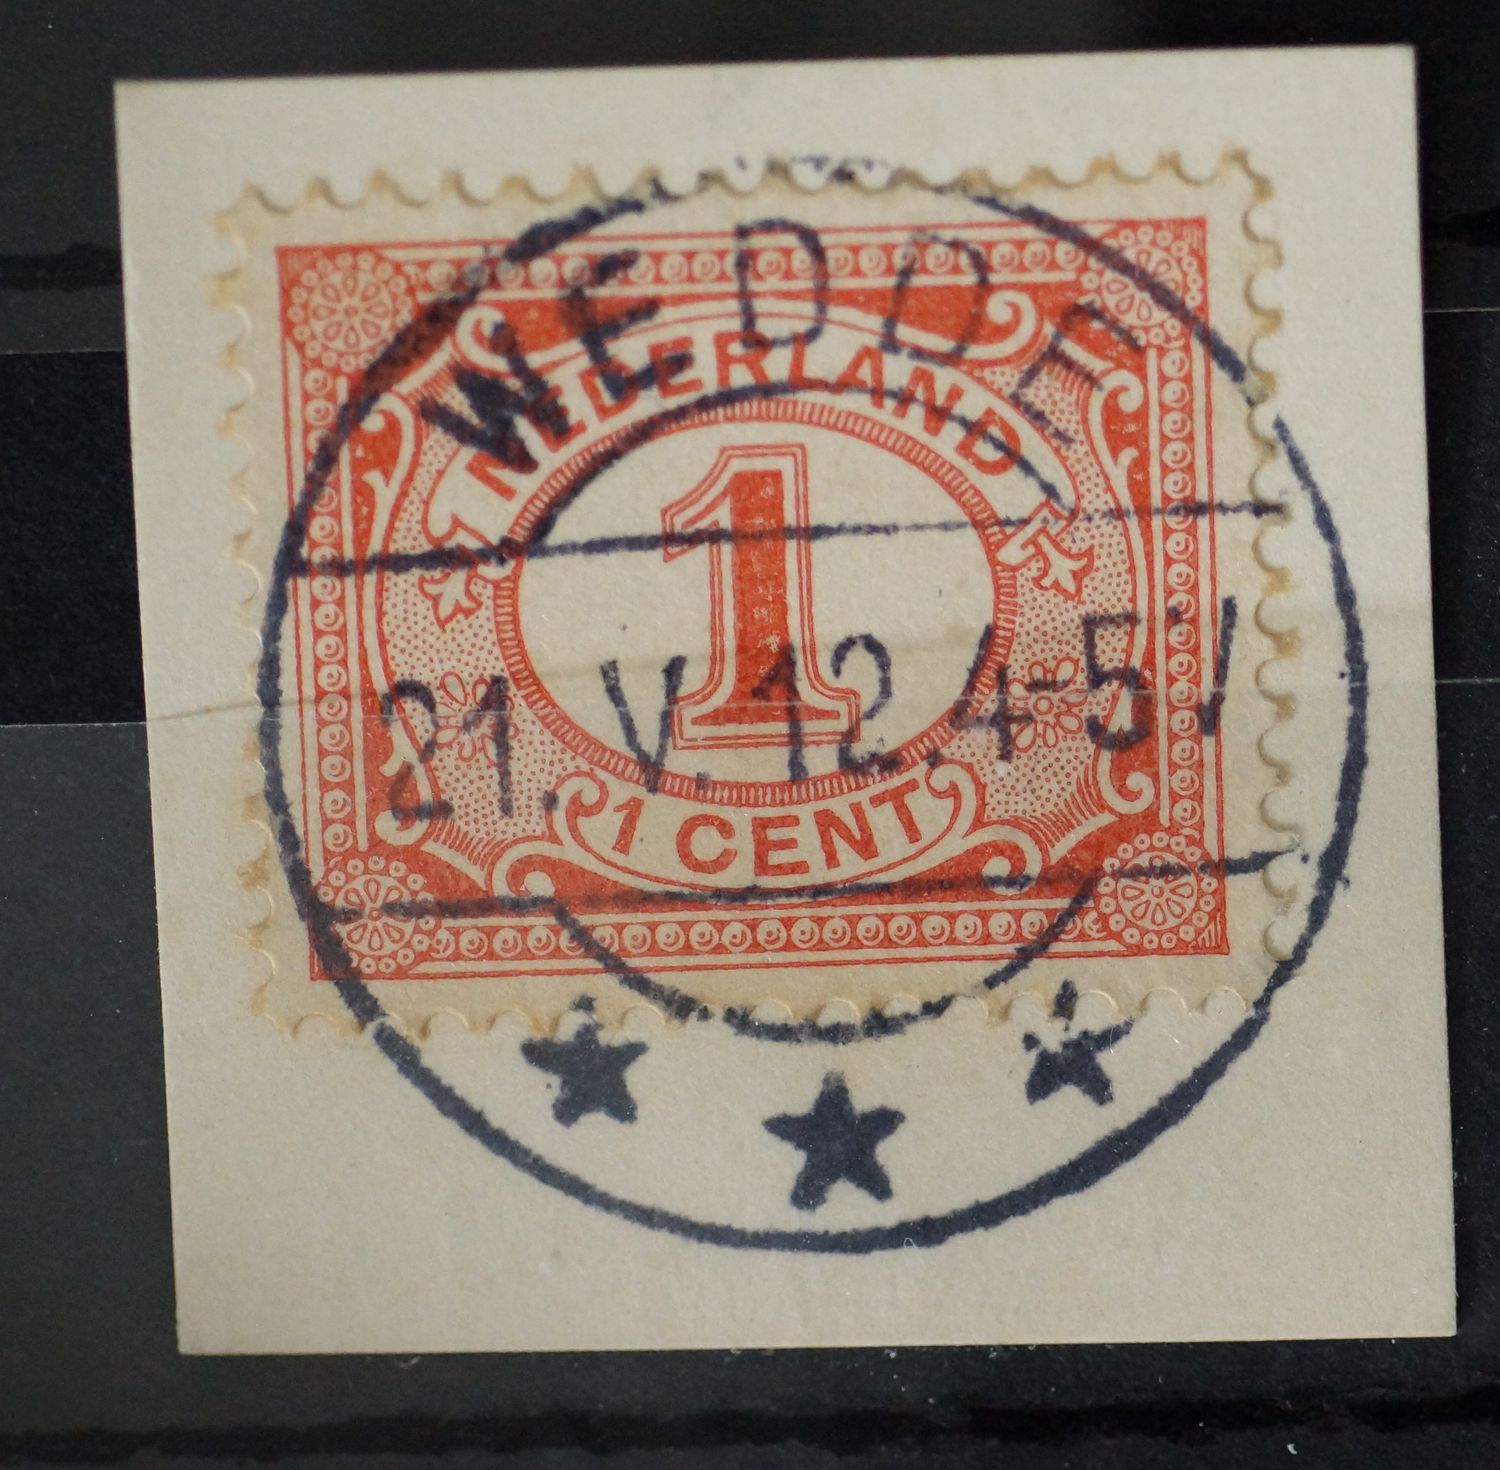 WEDDE
NEDERLAND
1
21.V.12.4-5V
1 CENT